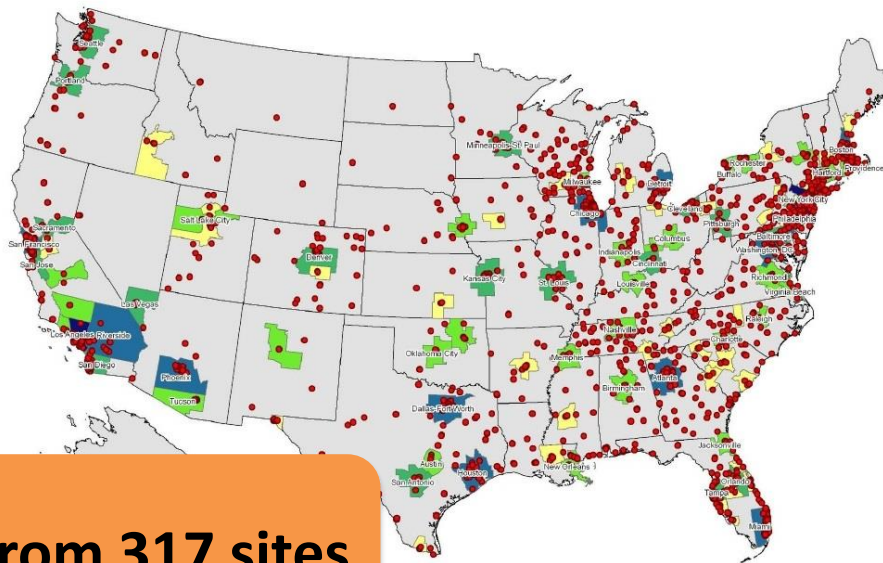 Seattle
Portland
Minneapolis-St. Paul
Milwaukee
Detroit
Chicago
Buffalo
Rochester
Boston
Hartford
Providence
New York City
Cleveland
Pittsburgh
Philadelphia
Baltimore
Washington, DC
Sacramento
San Francisco
San Jose
Salt Lake City
Denver
Kansas City
St. Louis
Indianapolis
Columbus
Cincinnati
Louisville
Richmond
Virginia Beach
Las Vegas
Los Angeles
Riverside
San Diego
Phoenix
Tucson
Oklahoma City
Memphis
Nashville
Raleigh
Charlotte
Birmingham
Atlanta
Dallas-Fort Worth
Austin
San Antonio
Houston
New Orleans
Jacksonville
Orlando
Tampa
Miami
rom 317 sites